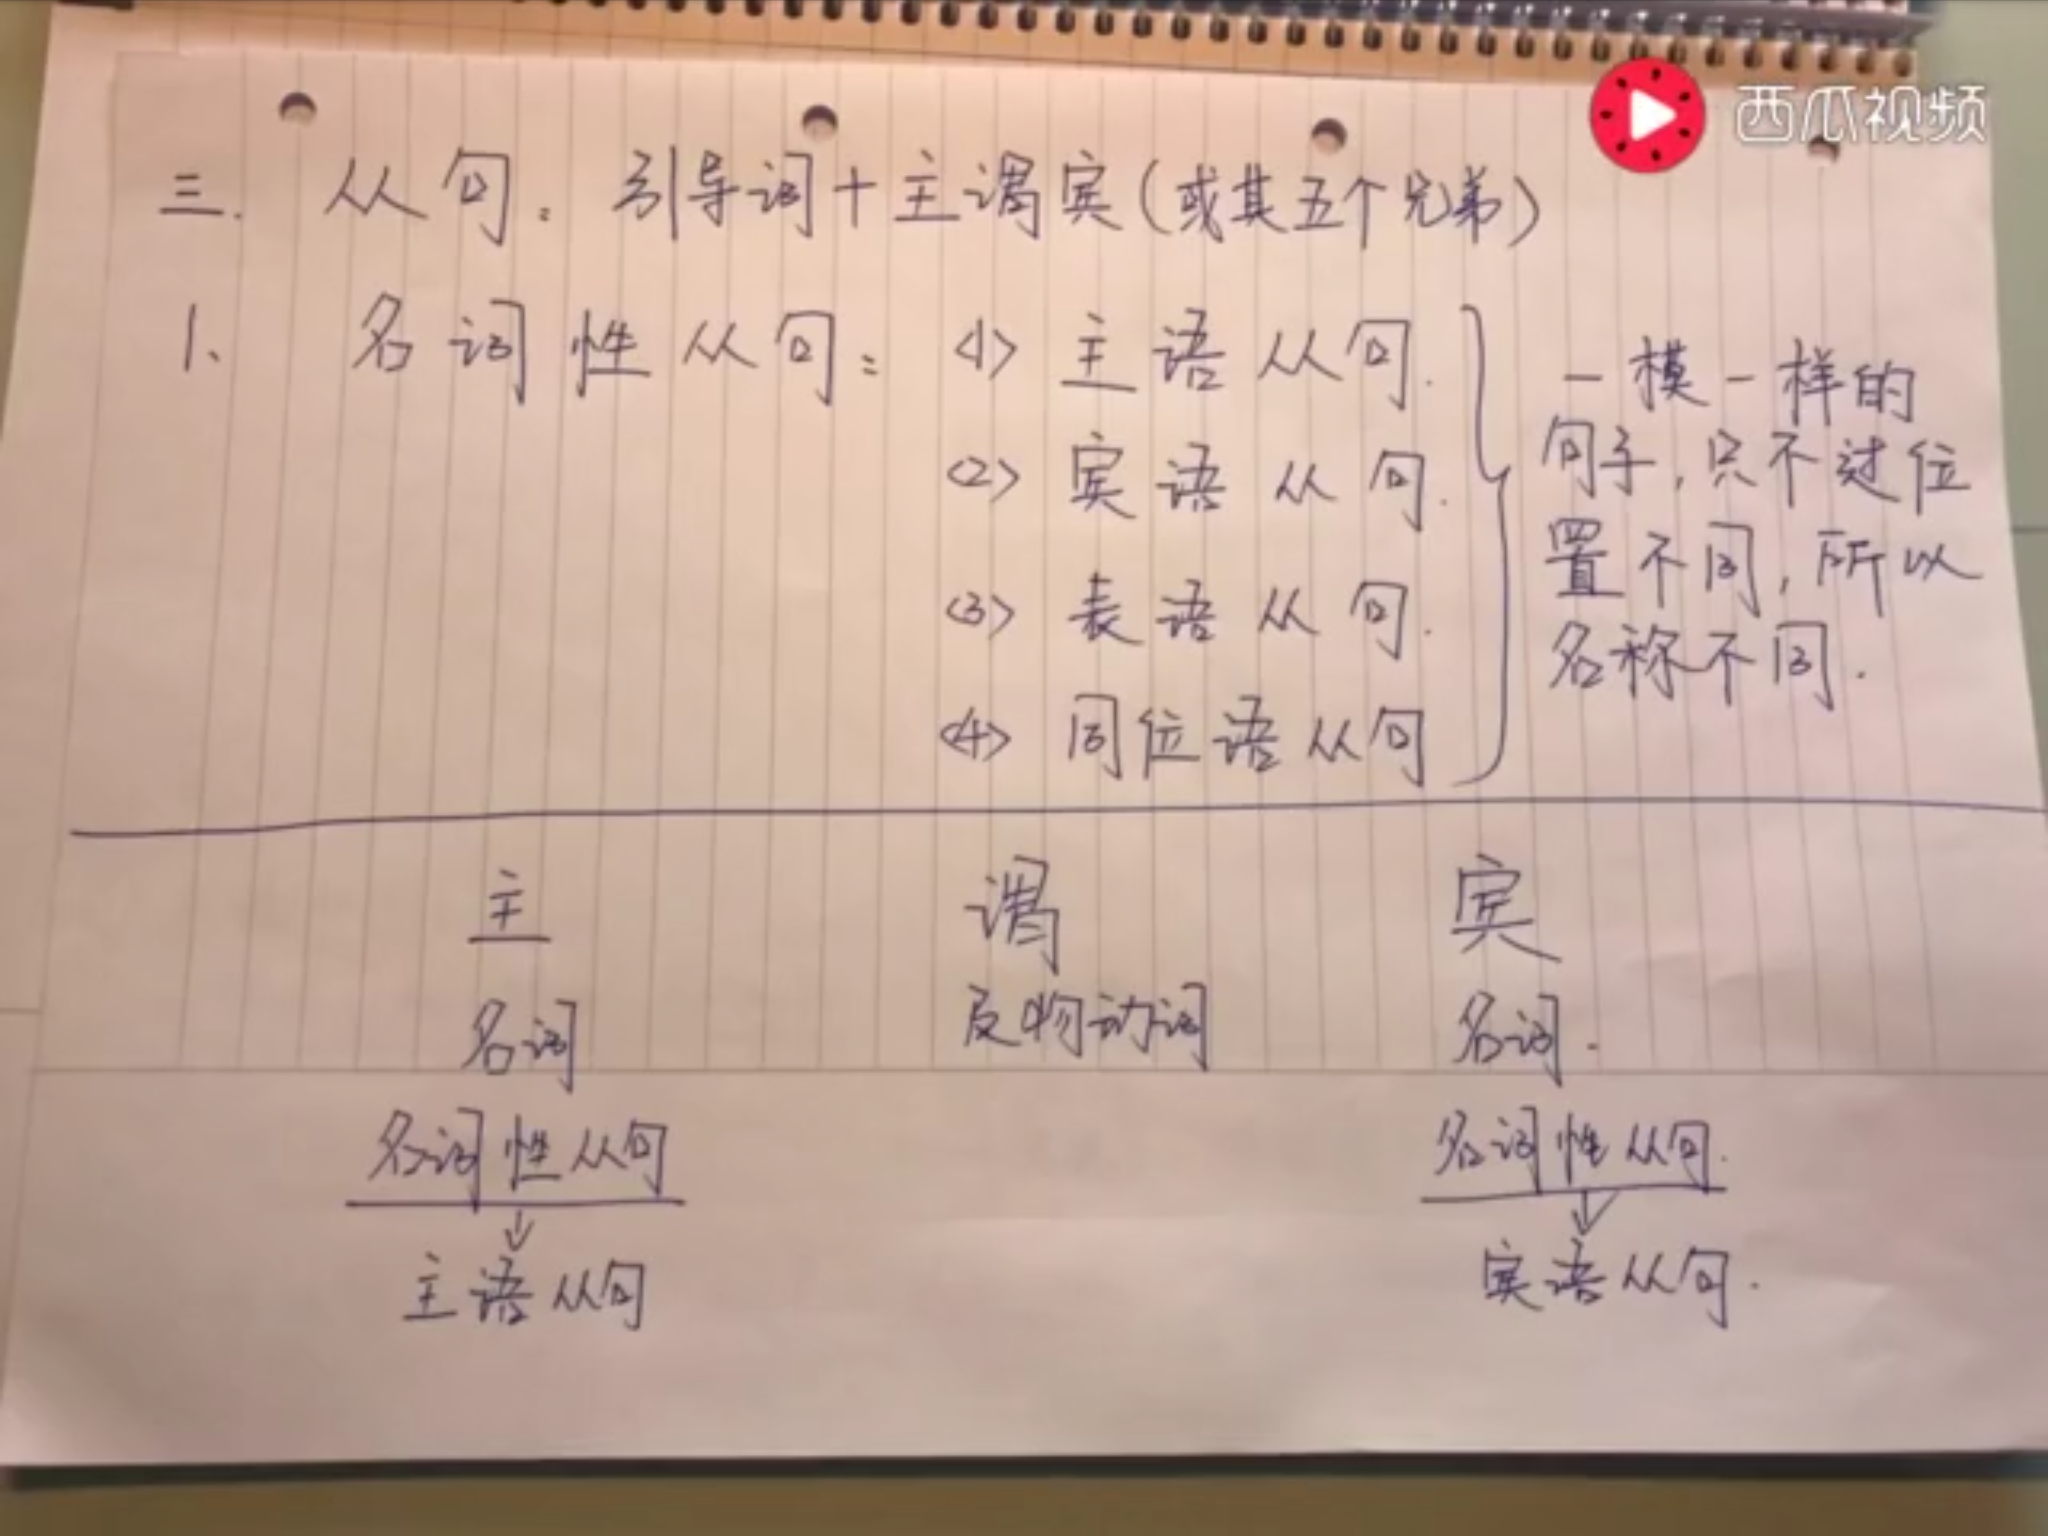 西瓜视频
三. 从句: 引导词+主谓宾(或其五个兄弟)
1、 名词性从句: <1> 主语从句.
<2> 宾语从句.
<3> 表语从句.
<4> 同位语从句
一模一样的
句子,只不过位
置不同,所以
名称不同.
主 谓 宾
名词 及物动词 名词.
名词性从句 名词性从句.
↓ ↓
主语从句 宾语从句.